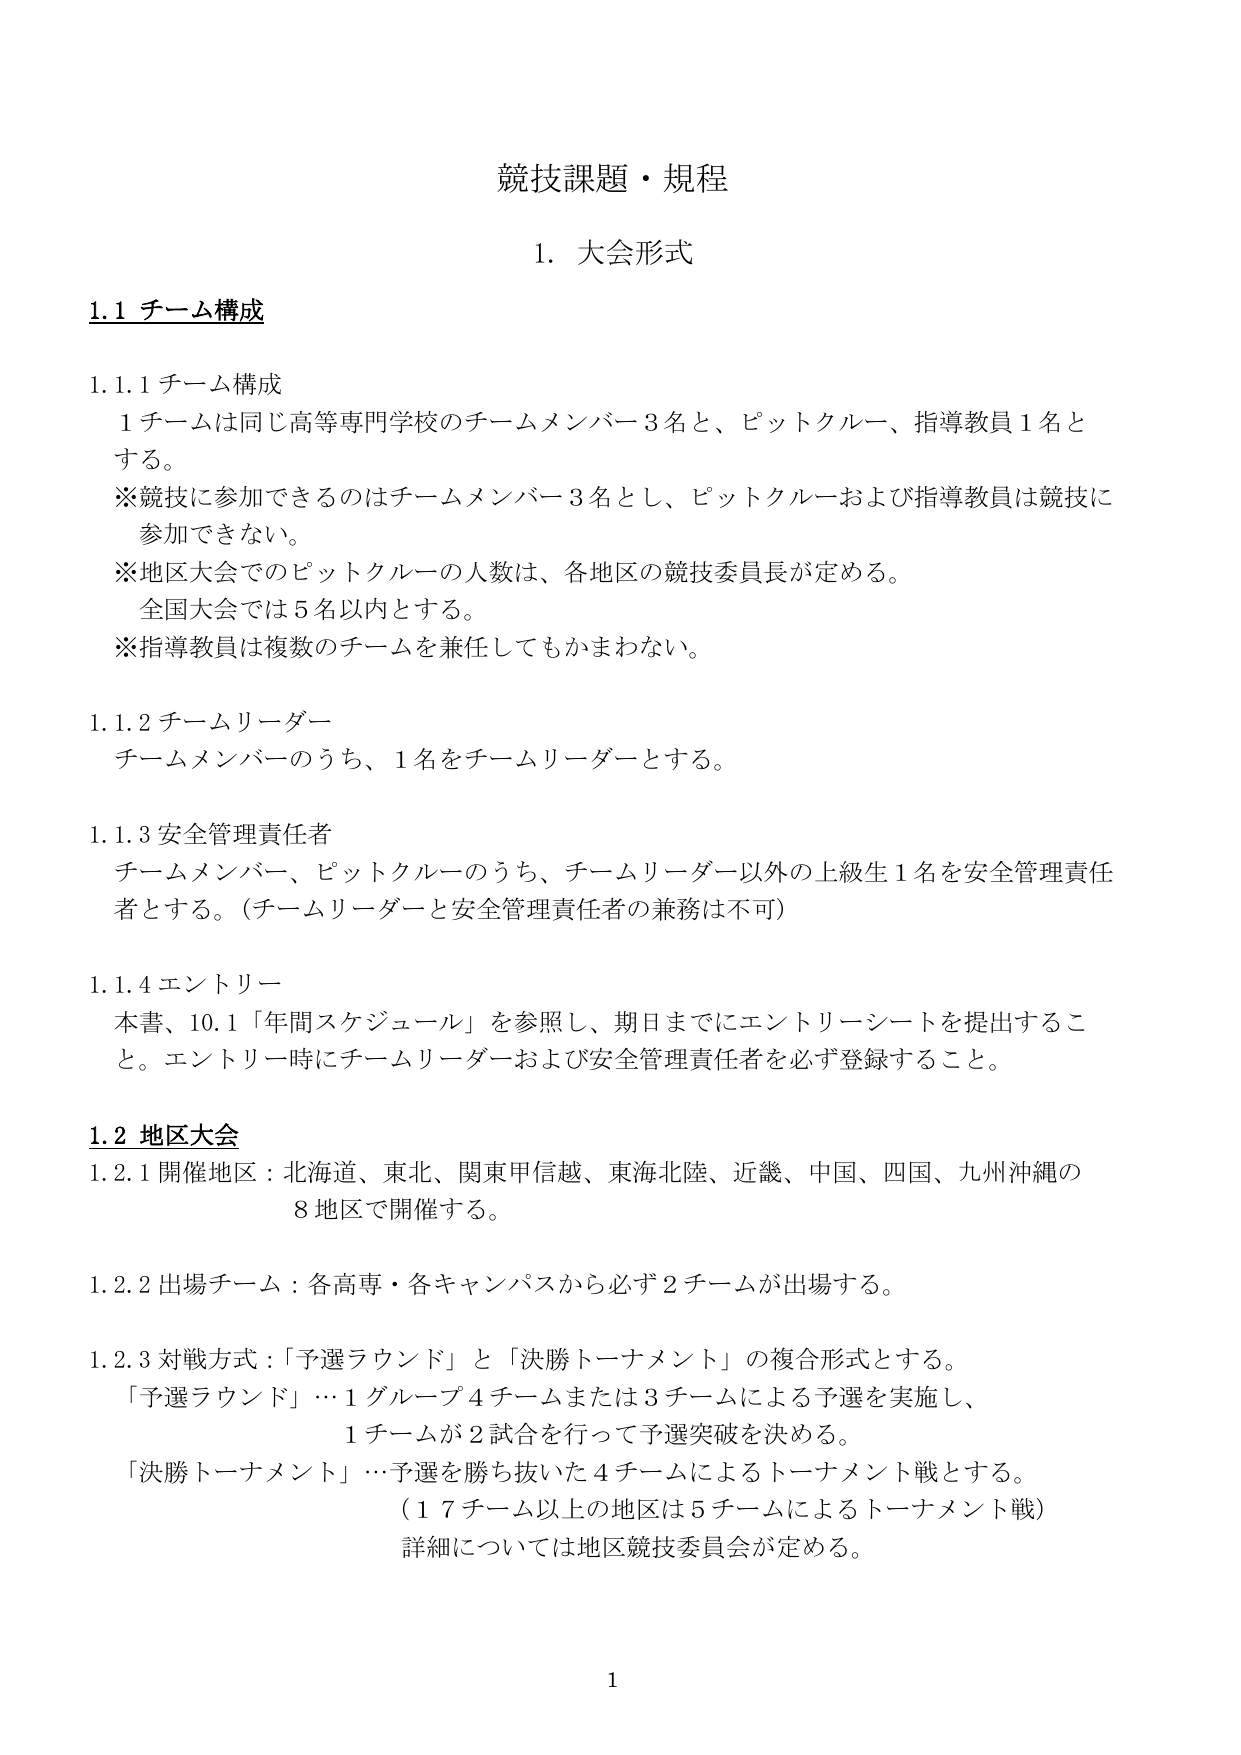 競技課題・規程
1. 大会形式
1.1 チーム構成
1.1.1 チーム構成
１チームは同じ高等専門学校のチームメンバー３名と、ピットクルー、指導教員１名と
する。
※競技に参加できるのはチームメンバー３名とし、ピットクルーおよび指導教員は競技に
参加できない。
※地区大会でのピットクルーの人数は、各地区の競技委員長が定める。
全国大会では５名以内とする。
※指導教員は複数のチームを兼任してもかまわない。
1.1.2 チームリーダー
チームメンバーのうち、１名をチームリーダーとする。
1.1.3 安全管理責任者
チームメンバー、ピットクルーのうち、チームリーダー以外の上級生１名を安全管理責任
者とする。（チームリーダーと安全管理責任者の兼務は不可）
1.1.4 エントリー
本書、10.1「年間スケジュール」を参照し、期日までにエントリーシートを提出するこ
と。エントリー時にチームリーダーおよび安全管理責任者を必ず登録すること。
1.2 地区大会
1.2.1 開催地区：北海道、東北、関東甲信越、東海北陸、近畿、中国、四国、九州沖縄の
８地区で開催する。
1.2.2 出場チーム：各高専・各キャンパスから必ず２チームが出場する。
1.2.3 対戦方式：「予選ラウンド」と「決勝トーナメント」の複合形式とする。
「予選ラウンド」…１グループ４チームまたは３チームによる予選を実施し、
１チームが２試合を行って予選突破を決める。
「決勝トーナメント」…予選を勝ち抜いた４チームによるトーナメント戦とする。
（１７チーム以上の地区は５チームによるトーナメント戦）
詳細については地区競技委員会が定める。
1